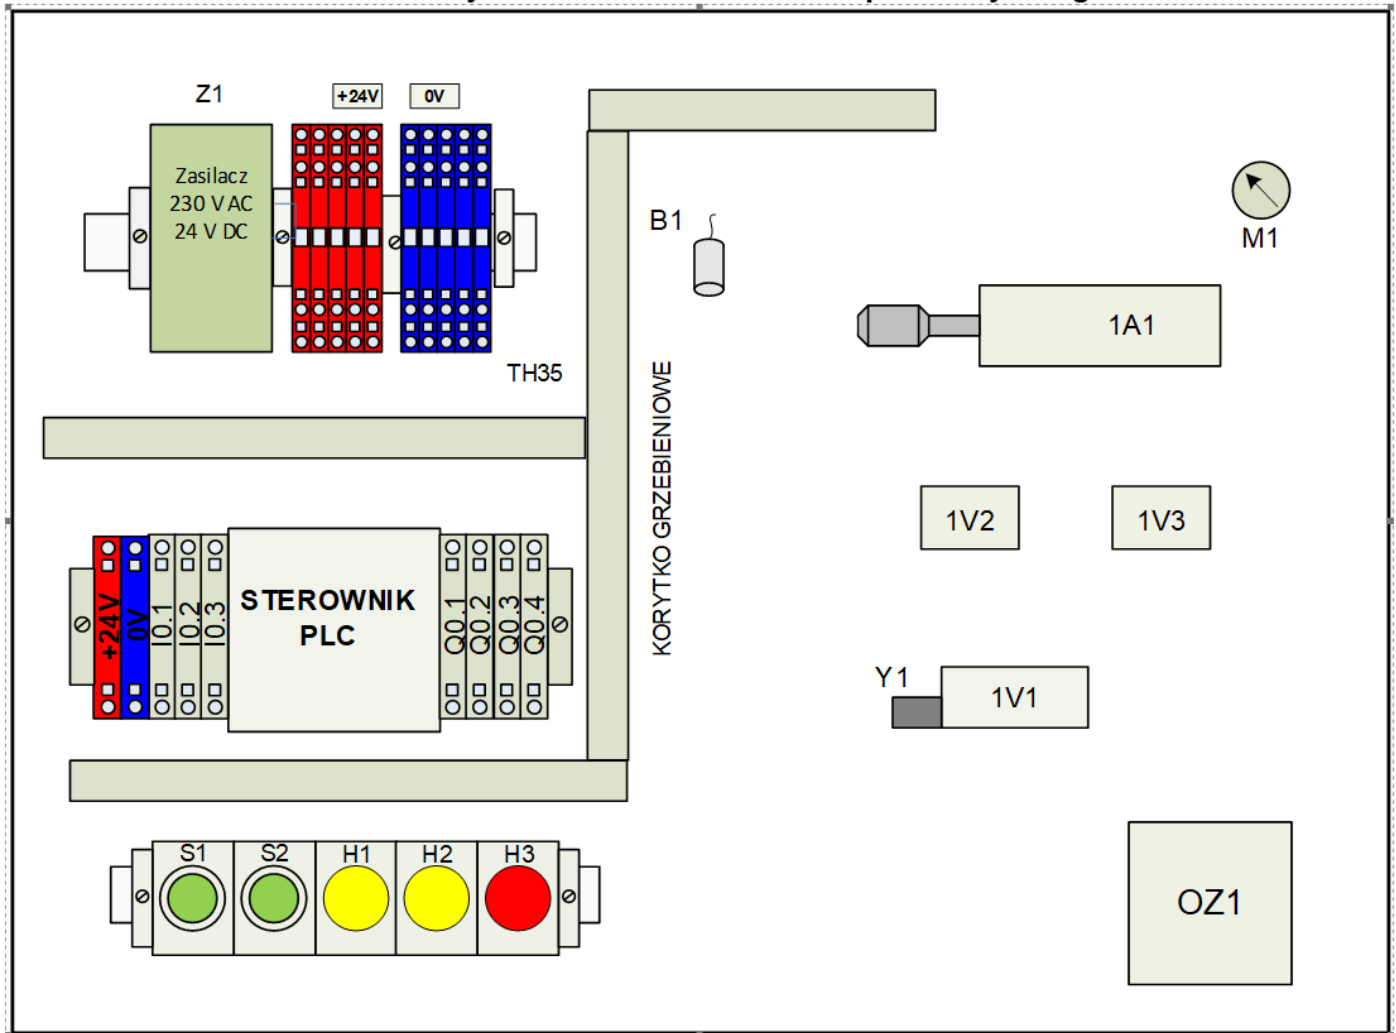 Z1
+24V
0V
Zasilacz
230 V AC
24 V DC
TH35
B1
M1
1A1
KORYTKO GRZEBIENIOWE
1V2
1V3
+24V
0V
I0.1
I0.2
I0.3
STEROWNIK
PLC
Q0.1
Q0.2
Q0.3
Q0.4
Y1
1V1
S1
S2
H1
H2
H3
OZ1